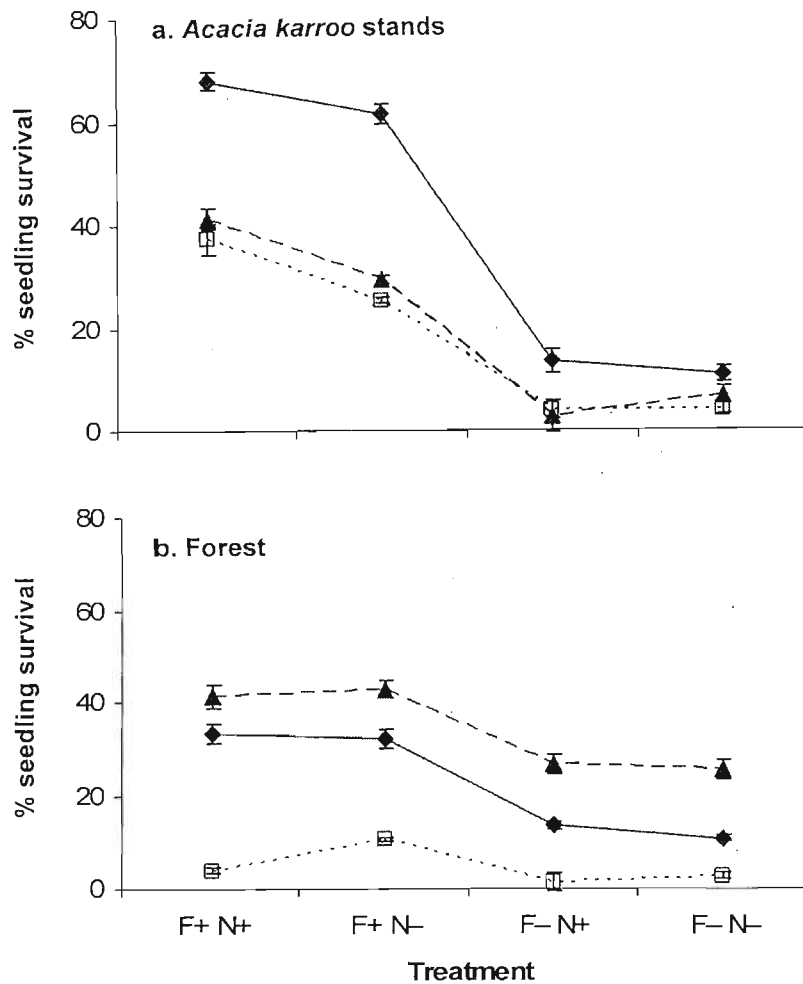 a. Acacia karroo stands
% seedling survival
80
60
40
20
0
b. Forest
% seedling survival
80
60
40
20
0
F+ N+
F+ N–
F– N+
F– N–
Treatment